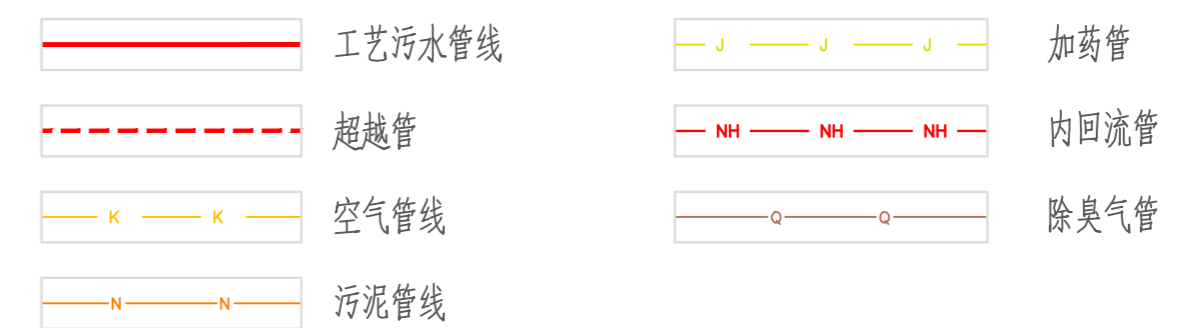 工艺污水管线
J J J 加药管
超越管
NH NH NH 内回流管
K K 空气管线
Q Q 除臭气管
N N 污泥管线